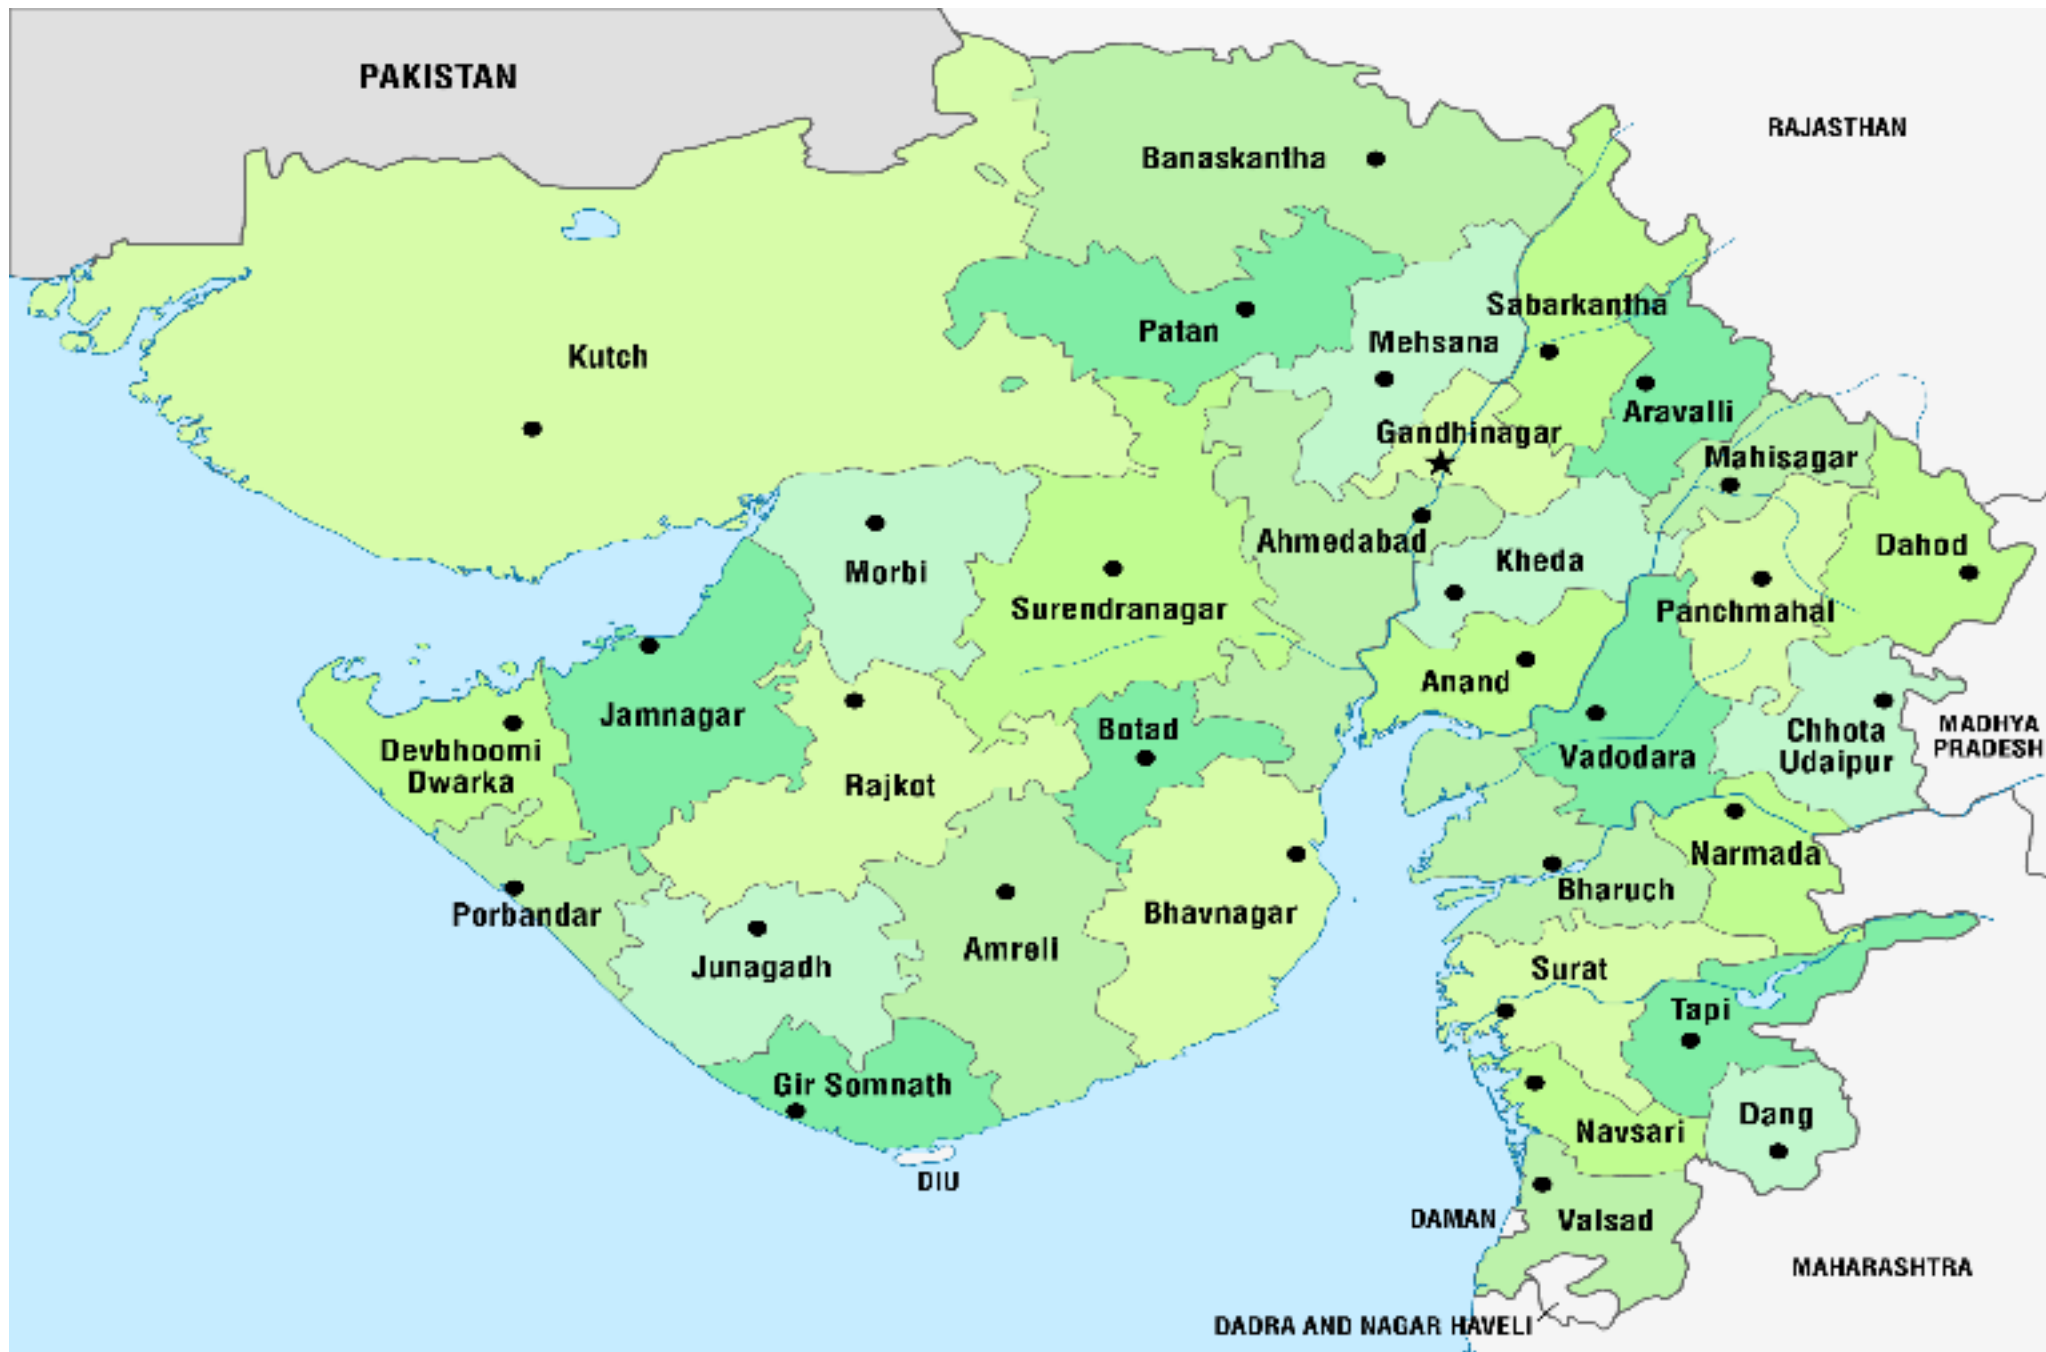 PAKISTAN
RAJASTHAN
Banaskantha
Sabarkantha
Patan
Mehsana
Kutch
Aravalli
Gandhinagar
Mahisagar
Ahmedabad
Dahod
Kheda
Morbi
Surendranagar
Panchmahal
Anand
Jamnagar
Botad
MADHYA
PRADESH
Chhota
Udaipur
Devbhoomi
Dwarka
Vadodara
Rajkot
Narmada
Bharuch
Porbandar
Bhavnagar
Amreli
Junagadh
Surat
Tapi
Gir Somnath
Dang
Navsari
DIU
DAMAN
Valsad
MAHARASHTRA
DADRA AND NAGAR HAVELI